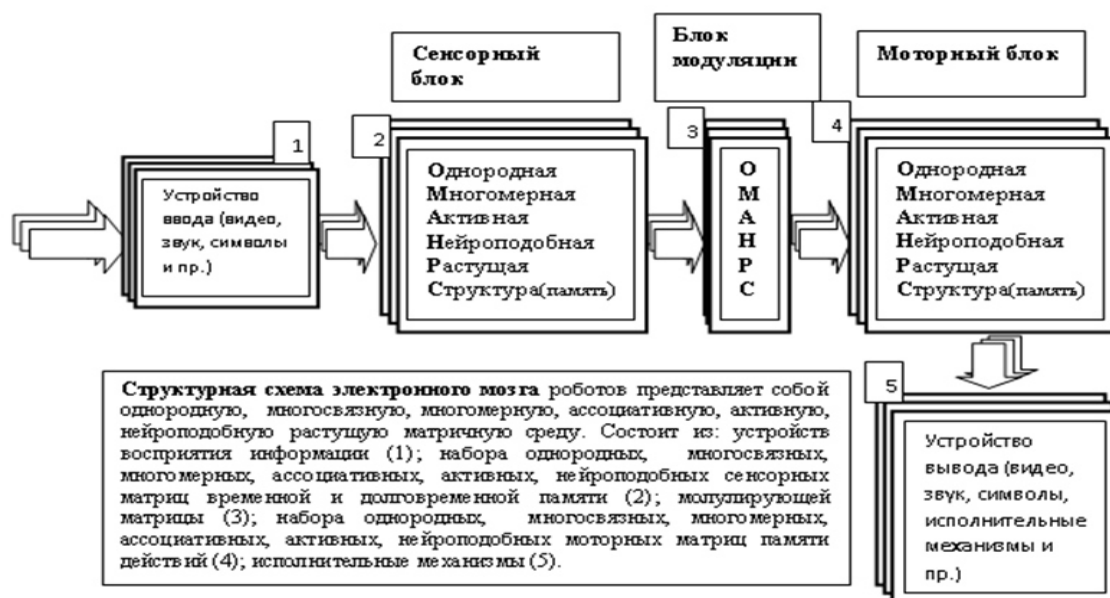 Сенсорный
блок
Блок
модуляции
Моторный блок
1
Устройство
ввода (видео,
звук, символы
и пр.)
2
Однородная
Многомерная
Активная
Нейроподобная
Растущая
Структура(память)
3
О
М
А
Н
Р
С
4
Однородная
Многомерная
Активная
Нейроподобная
Растущая
Структура(память)
5
Устройство
вывода (видео,
звук, символы,
исполнительные
механизмы и
пр.)
Структурная схема электронного мозга роботов представляет собой
однородную, многосвязную, многомерную, ассоциативную, активную,
нейроподобную растущую матричную среду. Состоит из: устройств
восприятия информации (1); набора однородных, многосвязных,
многомерных, ассоциативных, активных, нейроподобных сенсорных
матриц временной и долговременной памяти (2); молулирующей
матрицы (3); набора однородных, многосвязных, многомерных,
ассоциативных, активных, нейроподобных моторных матриц памяти
действий (4); исполнительные механизмы (5).